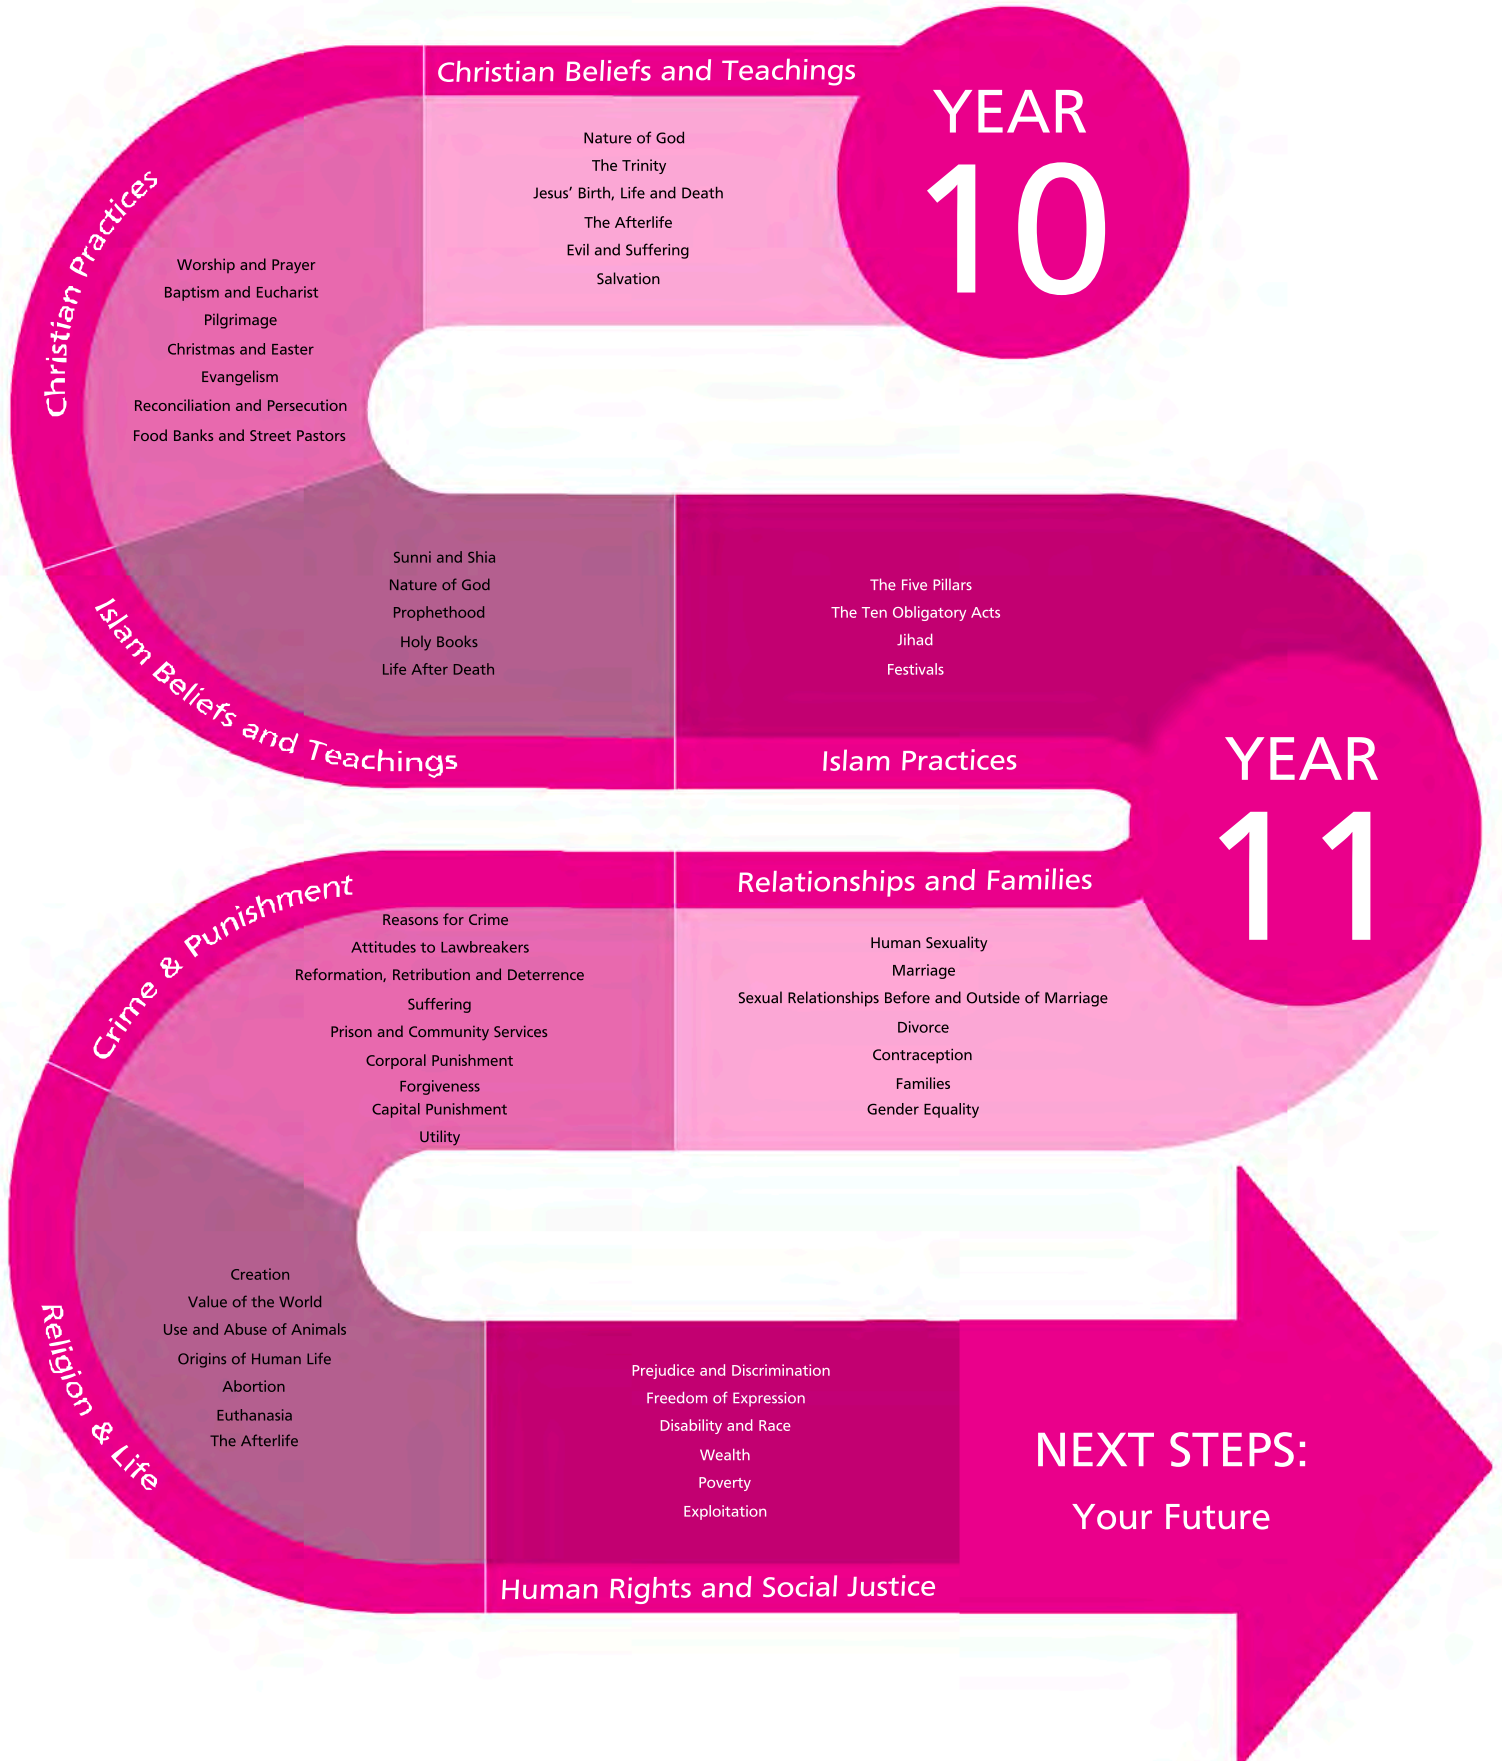 YEAR
10
Christian Beliefs and Teachings
Nature of God
The Trinity
Jesus’ Birth, Life and Death
The Afterlife
Evil and Suffering
Salvation
Christian Practices
Worship and Prayer
Baptism and Eucharist
Pilgrimage
Christmas and Easter
Evangelism
Reconciliation and Persecution
Food Banks and Street Pastors
Islam Beliefs and Teachings
Sunni and Shia
Nature of God
Prophethood
Holy Books
Life After Death
The Five Pillars
The Ten Obligatory Acts
Jihad
Festivals
Islam Practices
YEAR
11
Relationships and Families
Human Sexuality
Marriage
Sexual Relationships Before and Outside of Marriage
Divorce
Contraception
Families
Gender Equality
Crime & Punishment
Reasons for Crime
Attitudes to Lawbreakers
Reformation, Retribution and Deterrence
Suffering
Prison and Community Services
Corporal Punishment
Forgiveness
Capital Punishment
Utility
Religion & Life
Creation
Value of the World
Use and Abuse of Animals
Origins of Human Life
Abortion
Euthanasia
The Afterlife
Prejudice and Discrimination
Freedom of Expression
Disability and Race
Wealth
Poverty
Exploitation
Human Rights and Social Justice
NEXT STEPS:
Your Future